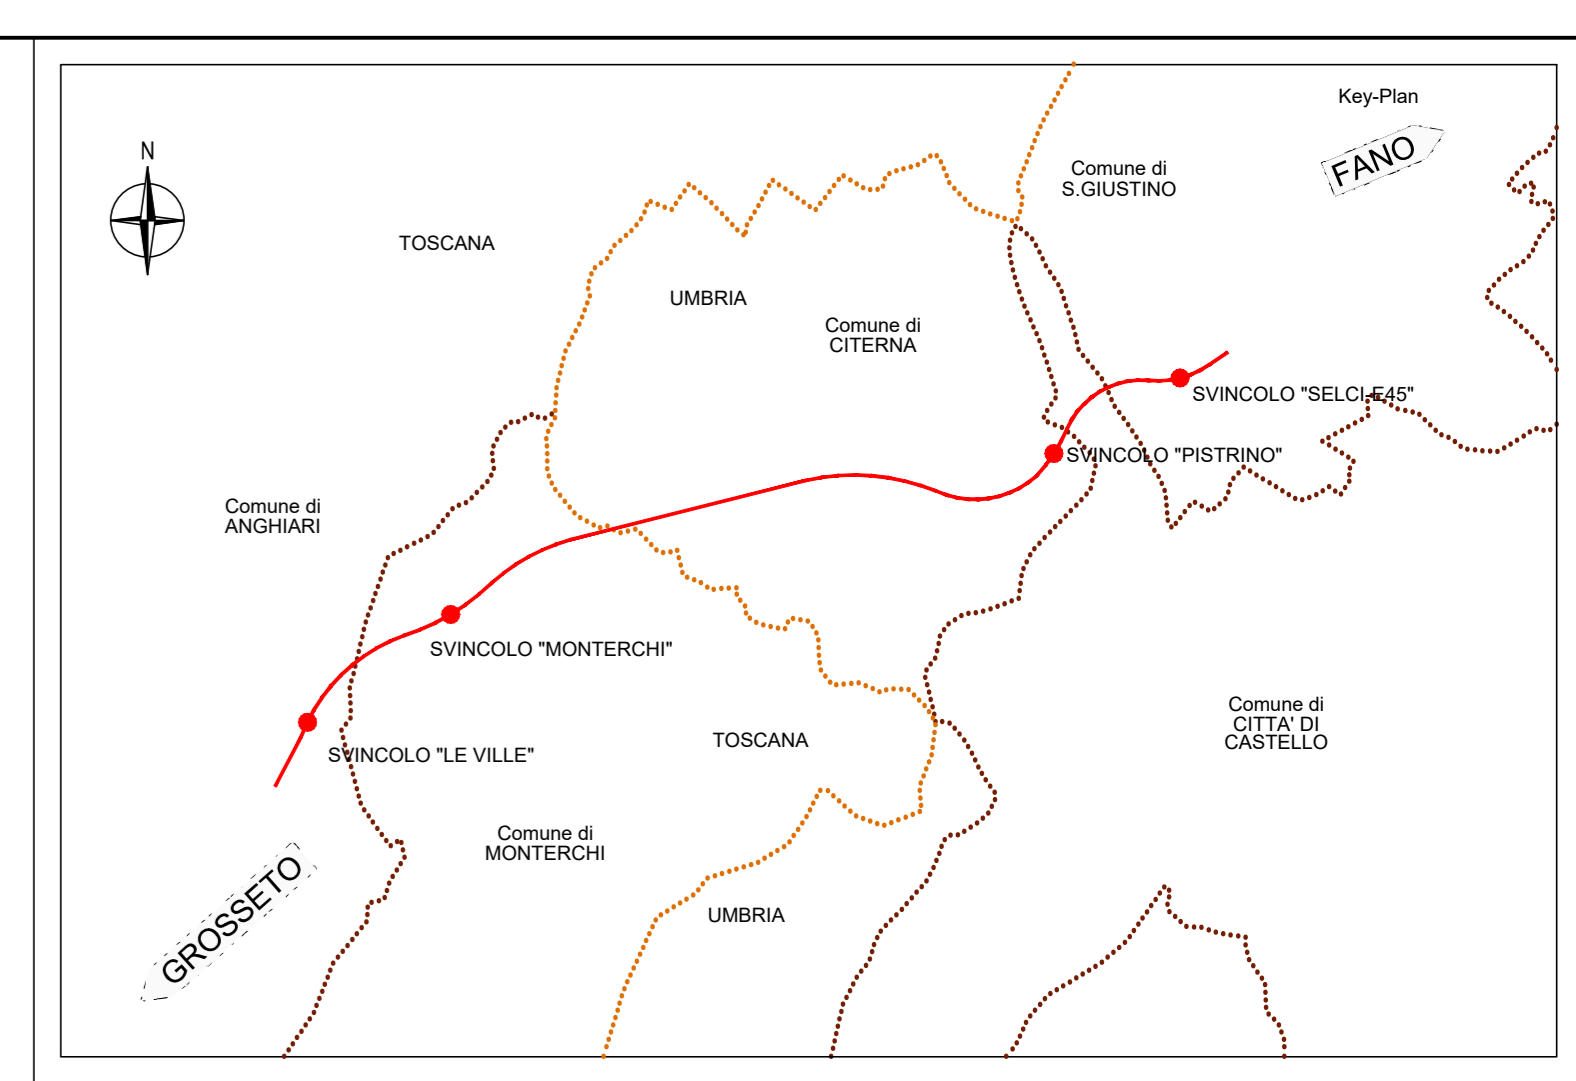 Key-Plan
FANO
N
Comune di
S.GIUSTINO
TOSCANA
UMBRIA
Comune di
CITERNA
SVINCOLO "SELCI-E45"
SVINCOLO "PISTRINO"
Comune di
ANGHIARI
SVINCOLO "MONTERCHI"
Comune di
CITTA' DI
CASTELLO
TOSCANA
SVINCOLO "LE VILLE"
Comune di
MONTERCHI
GROSSETO
UMBRIA